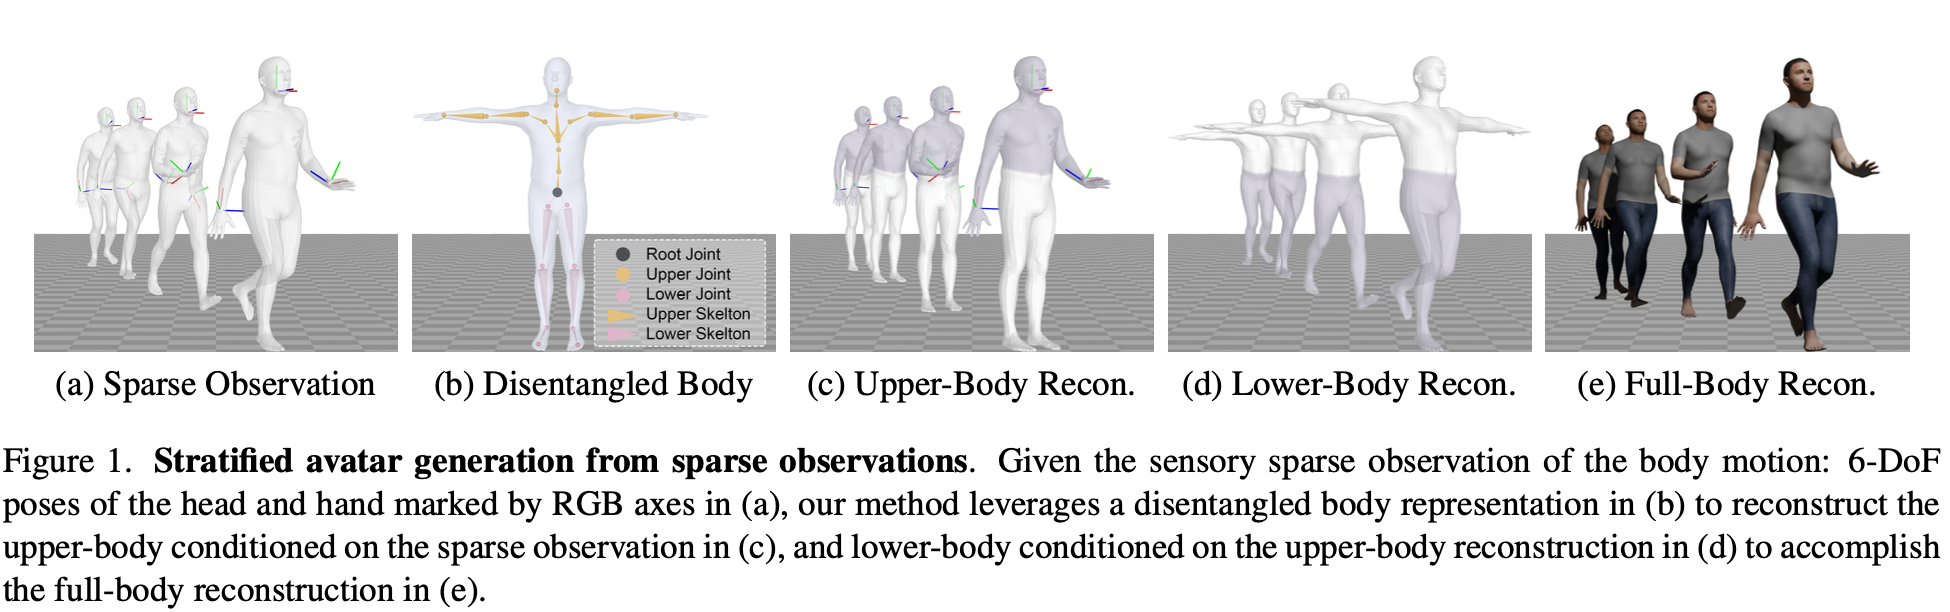 Root Joint
Upper Joint
Lower Joint
Upper Skelton
Lower Skelton
(a) Sparse Observation
(b) Disentangled Body
(c) Upper-Body Recon.
(d) Lower-Body Recon.
(e) Full-Body Recon.
Figure 1. Stratified avatar generation from sparse observations. Given the sensory sparse observation of the body motion: 6-DoF
poses of the head and hand marked by RGB axes in (a), our method leverages a disentangled body representation in (b) to reconstruct the
upper-body conditioned on the sparse observation in (c), and lower-body conditioned on the upper-body reconstruction in (d) to accomplish
the full-body reconstruction in (e).